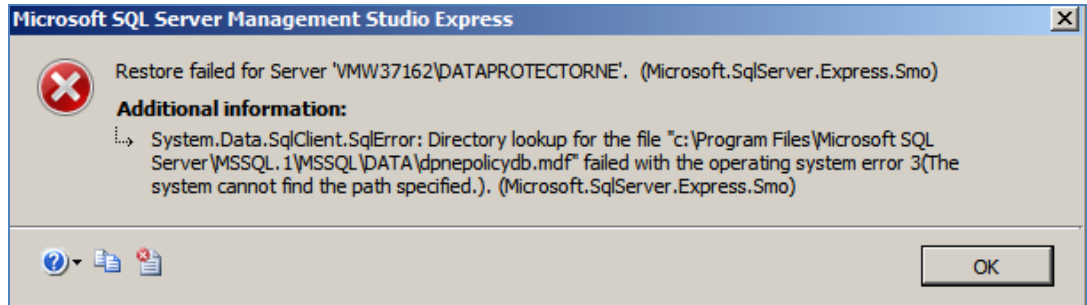 Microsoft SQL Server Management Studio Express
Restore failed for Server 'VMW37162\DATAPROTECTORNE'. (Microsoft.SqlServer.Express.Smo)
Additional information:
System.Data.SqlClient.SqlError: Directory lookup for the file "c:\Program Files\Microsoft SQL
Server\MSSQL.1\MSSQL\DATA\dpnepolicydb.mdf" failed with the operating system error 3(The
system cannot find the path specified.). (Microsoft.SqlServer.Express.Smo)
OK